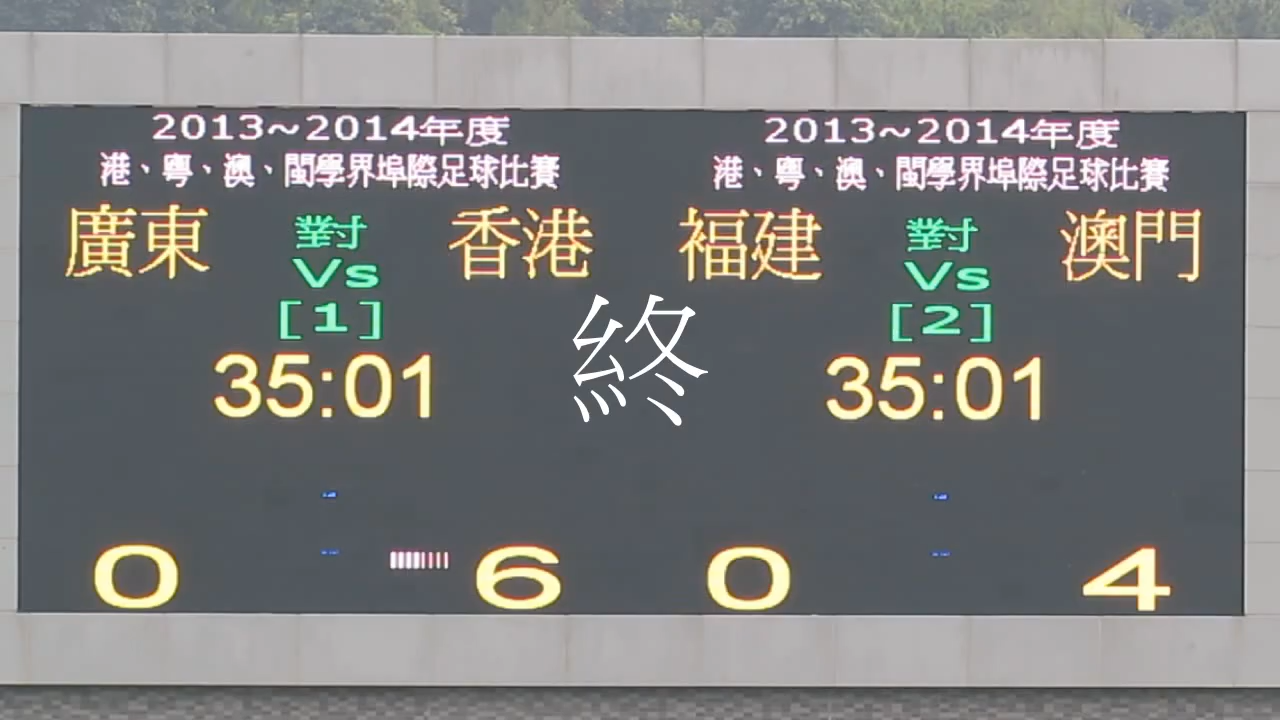 2013~2014年度
港、粵、澳、閩學界埠際足球比賽
廣東 對 香港
Vs
[1]
35:01
0 6
2013~2014年度
港、粵、澳、閩學界埠際足球比賽
福建 對 澳門
Vs
[2]
35:01
0 4
終